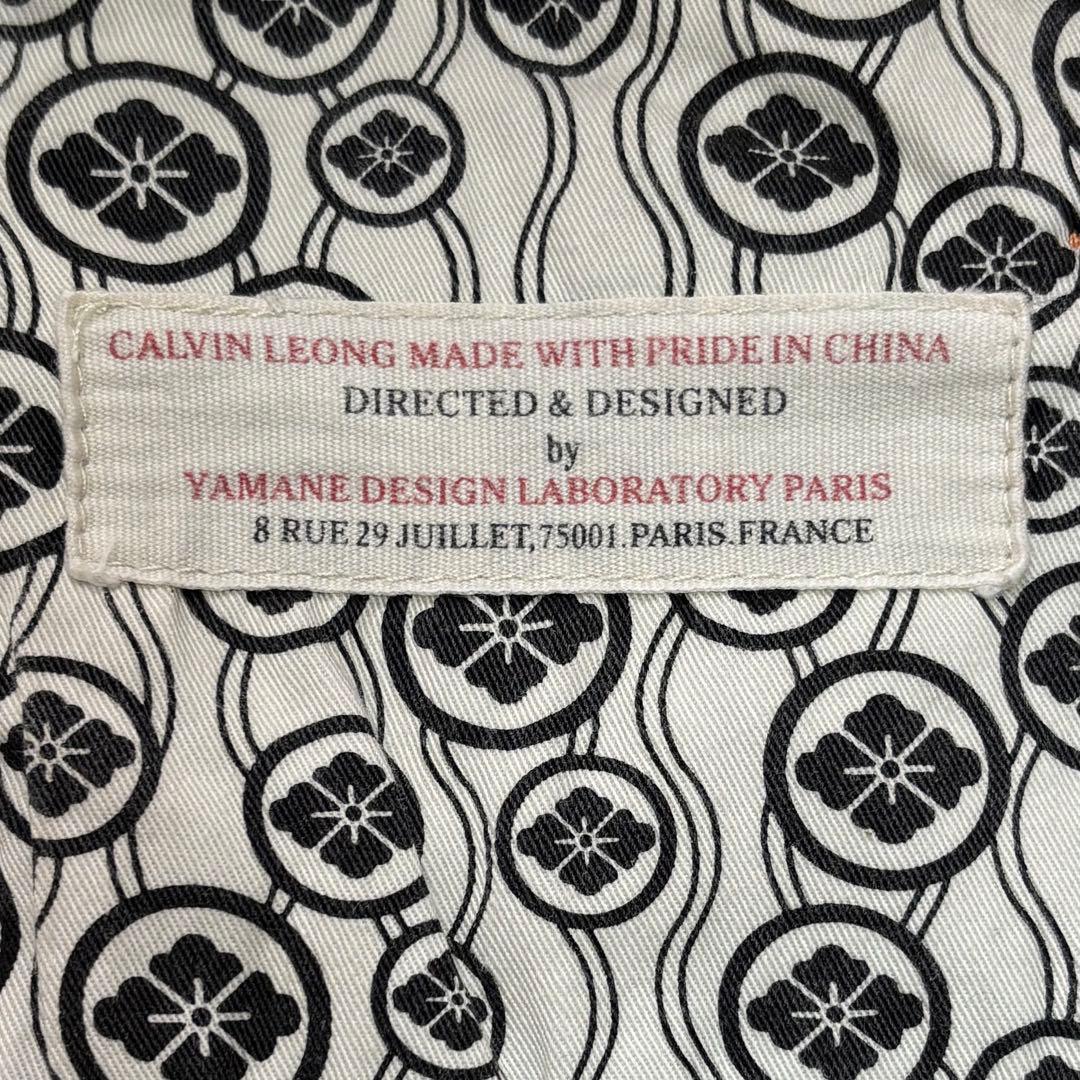 CALVIN LEONG MADE WITH PRIDE IN CHINA
DIRECTED & DESIGNED
by
YAMANE DESIGN LABORATORY PARIS
8 RUE 29 JUILLET,75001.PARIS.FRANCE